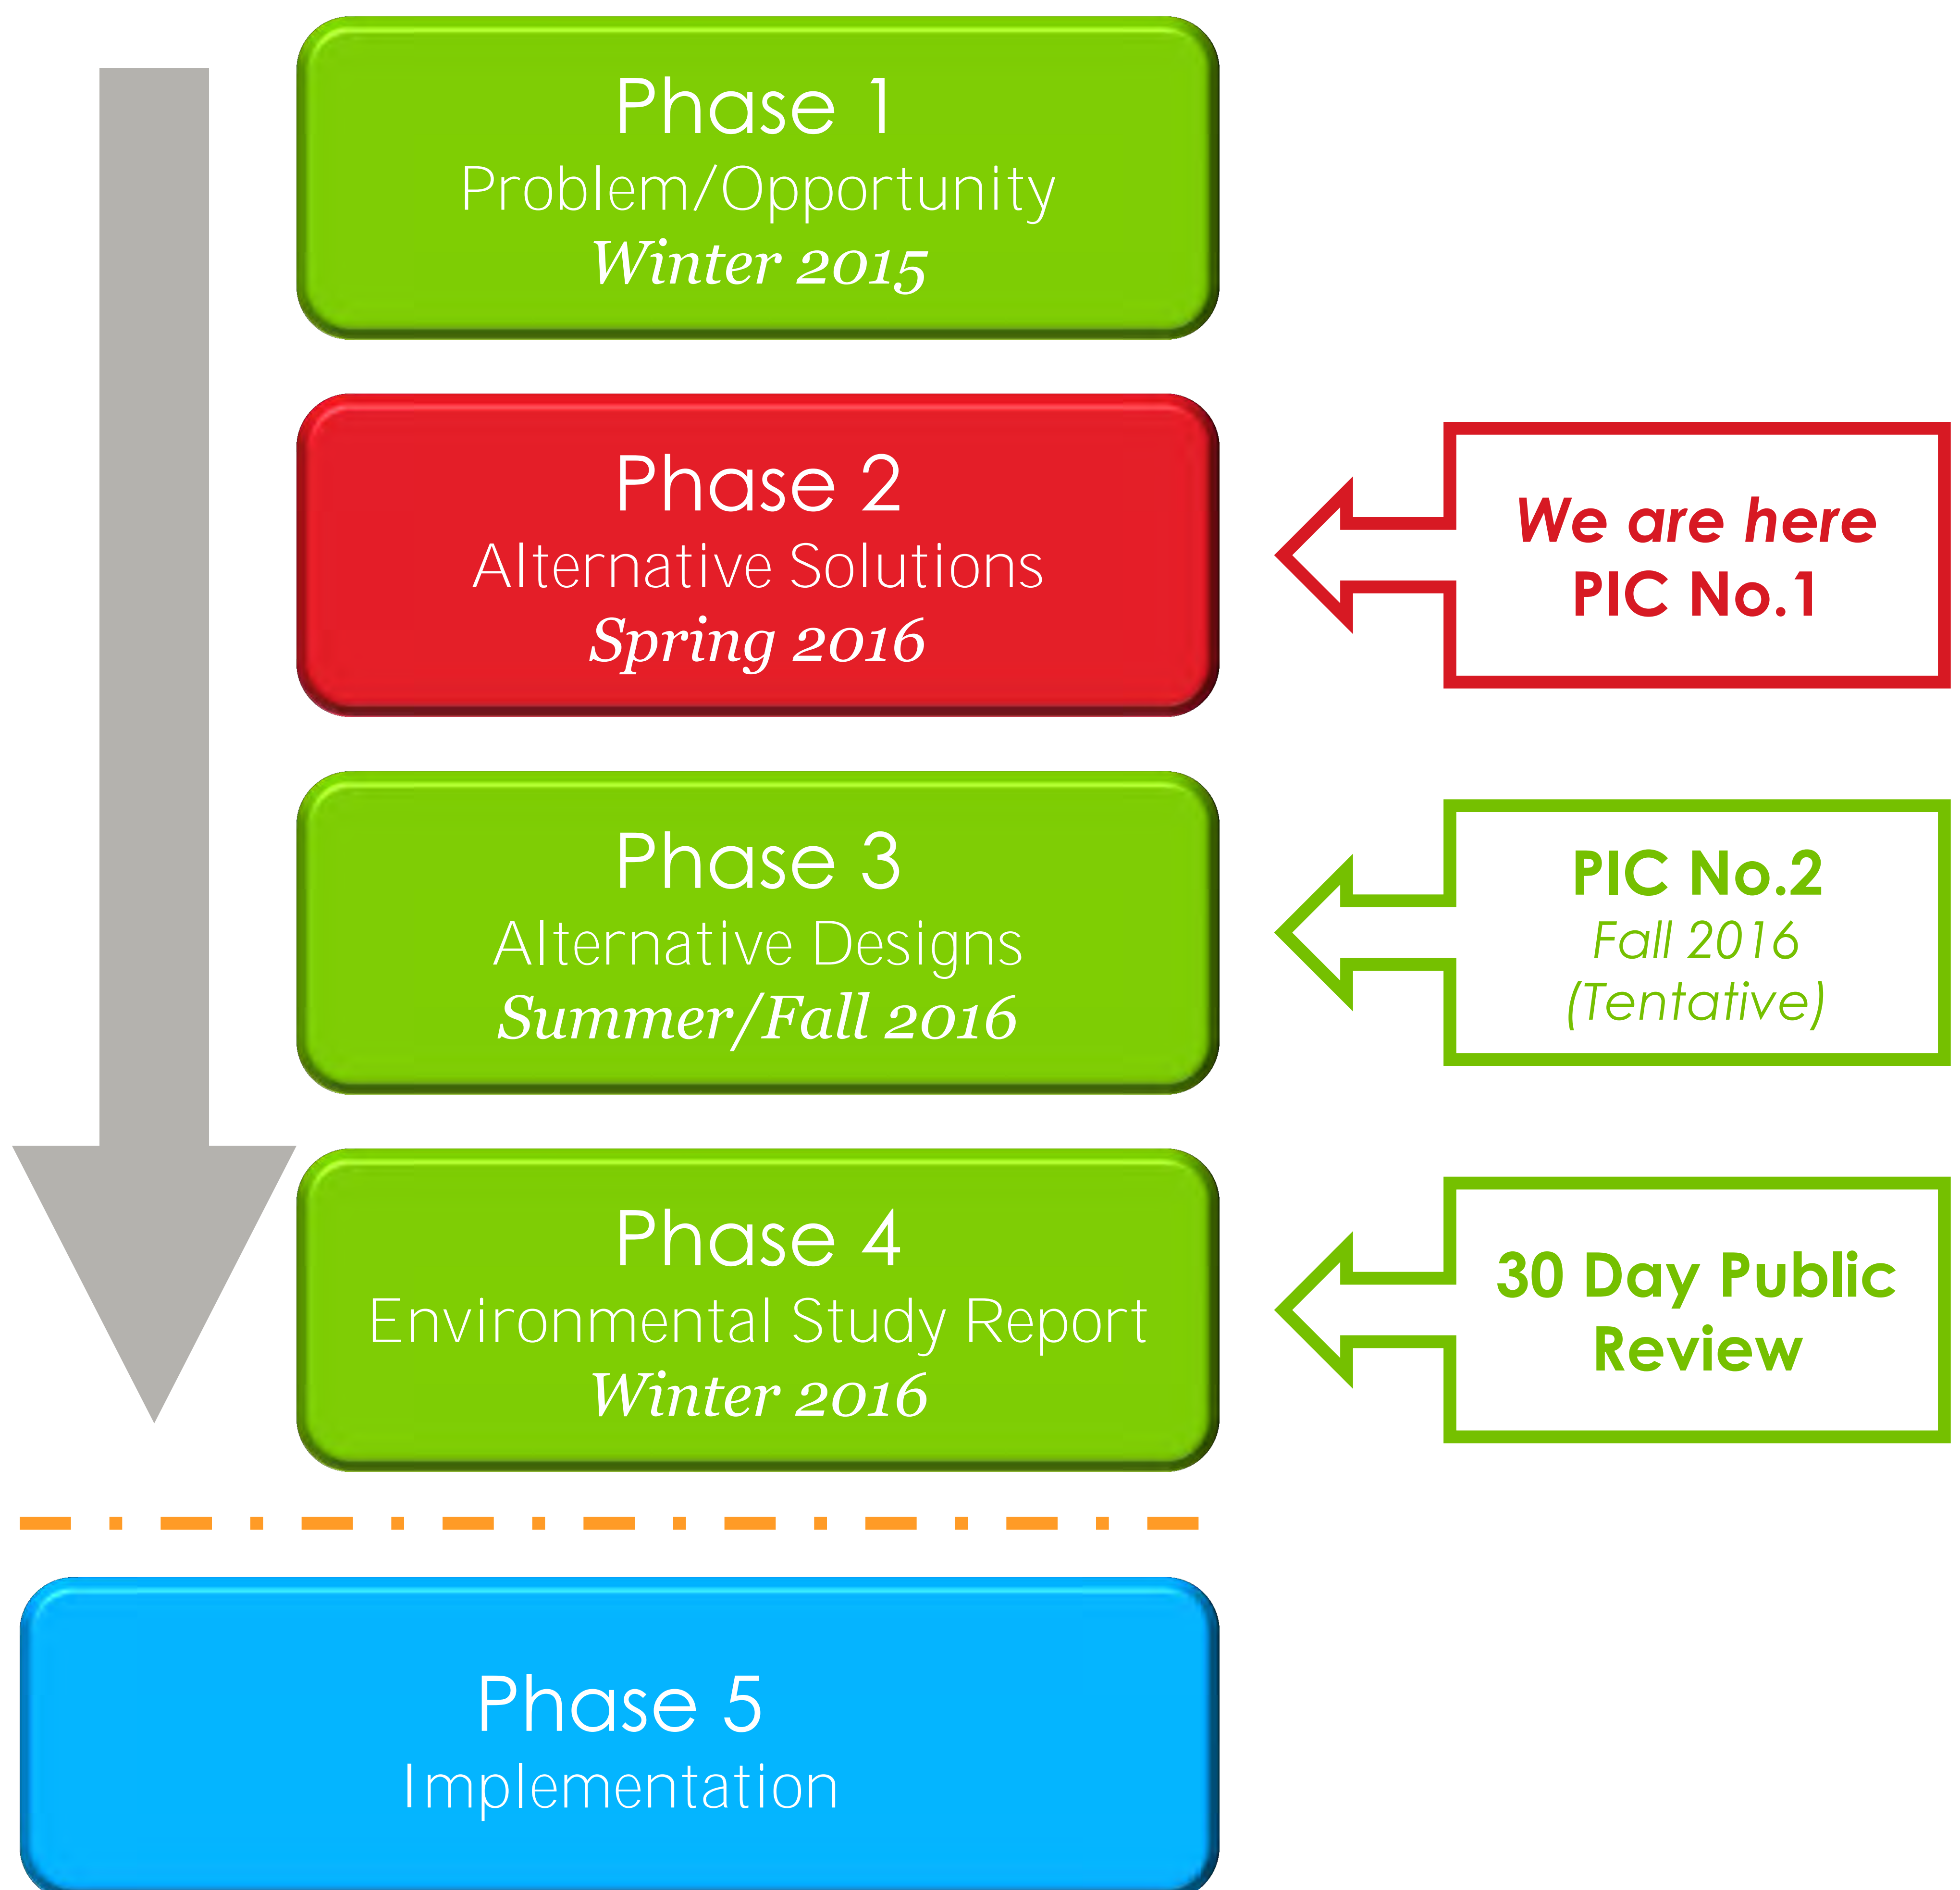 Phase 1
Problem/Opportunity
Winter 2015
Phase 2
Alternative Solutions
Spring 2016
We are here
PIC No.1
Phase 3
Alternative Designs
Summer/Fall 2016
PIC No.2
Fall 2016
(Tentative)
Phase 4
Environmental Study Report
Winter 2016
30 Day Public
Review
Phase 5
Implementation